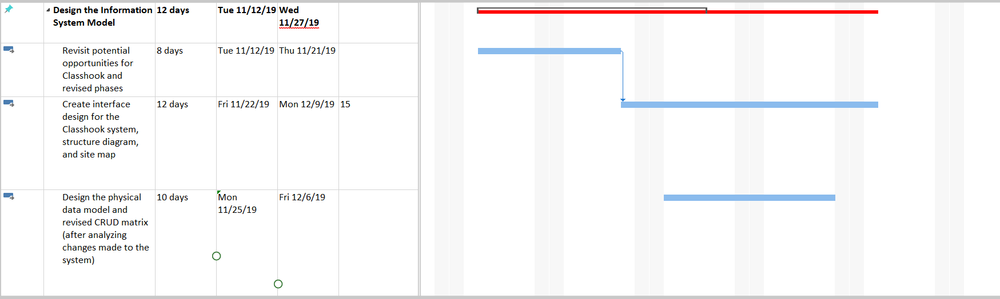 Design the Information 12 days Tue 11/12/19 Wed
System Model 11/27/19
Revisit potential 8 days Tue 11/12/19 Thu 11/21/19
opportunities for
Classhook and
revised phases
Create interface 12 days Fri 11/22/19 Mon 12/9/19 15
design for the
Classhook system,
structure diagram,
and site map
Design the physical 10 days Mon Fri 12/6/19
data model and 11/25/19
revised CRUD matrix
(after analyzing
changes made to the
system)